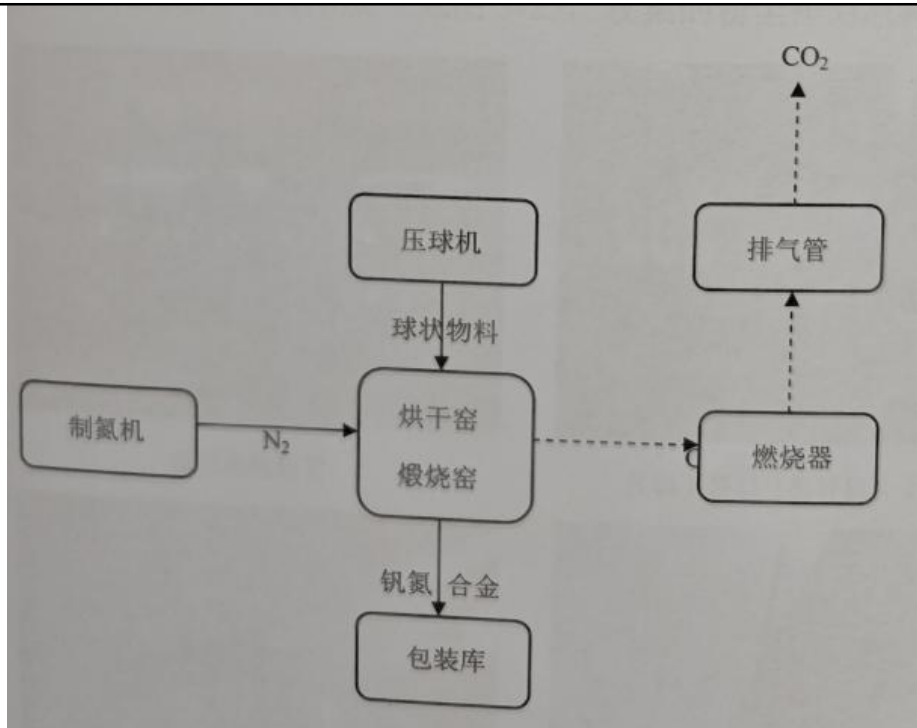 CO₂
排气管
压球机
球状物料
制氮机
N₂
烘干窑
煅烧窑
燃烧器
钒氮 合金
包装库